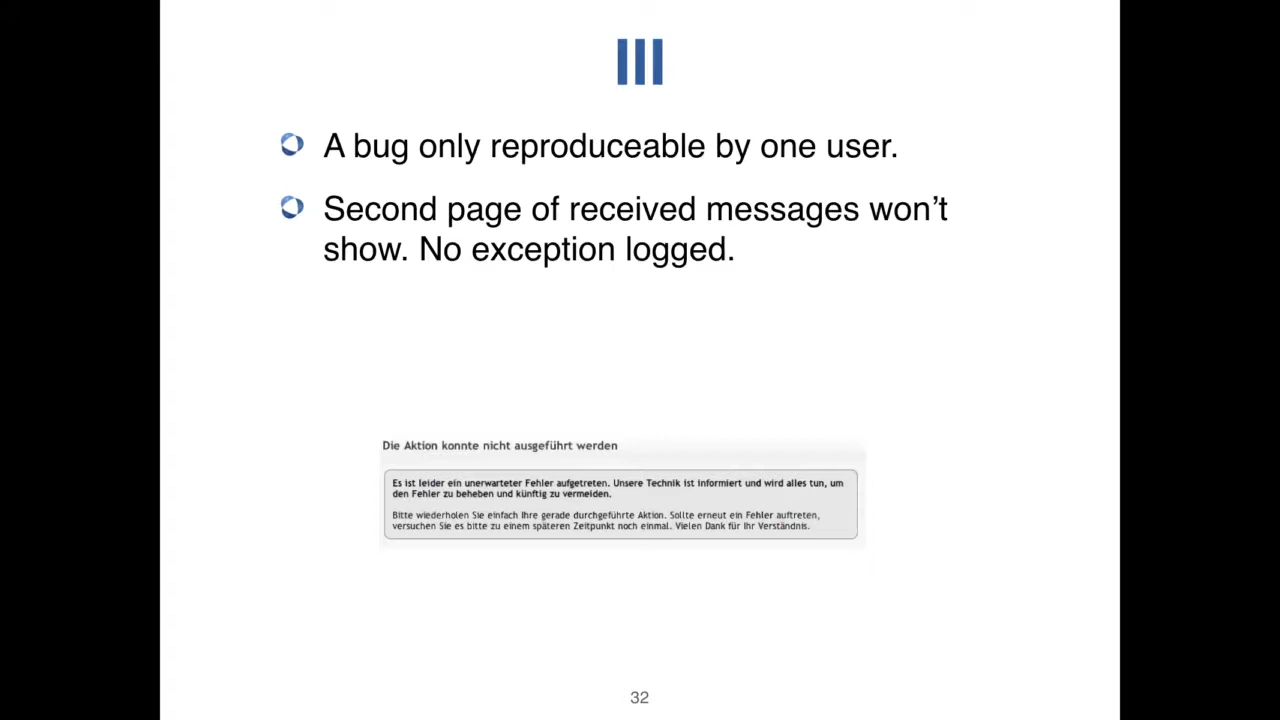 III
A bug only reproduceable by one user.
Second page of received messages won’t
show. No exception logged.
Die Aktion konnte nicht ausgeführt werden
Es ist leider ein unerwarteter Fehler aufgetreten. Unsere Technik ist informiert und wird alles tun, um
den Fehler zu beheben und künftig zu vermeiden.
Bitte wiederholen Sie einfach Ihre gerade durchgeführte Aktion. Sollte erneut ein Fehler auftreten,
versuchen Sie es bitte zu einem späteren Zeitpunkt noch einmal. Vielen Dank für Ihr Verständnis.
32